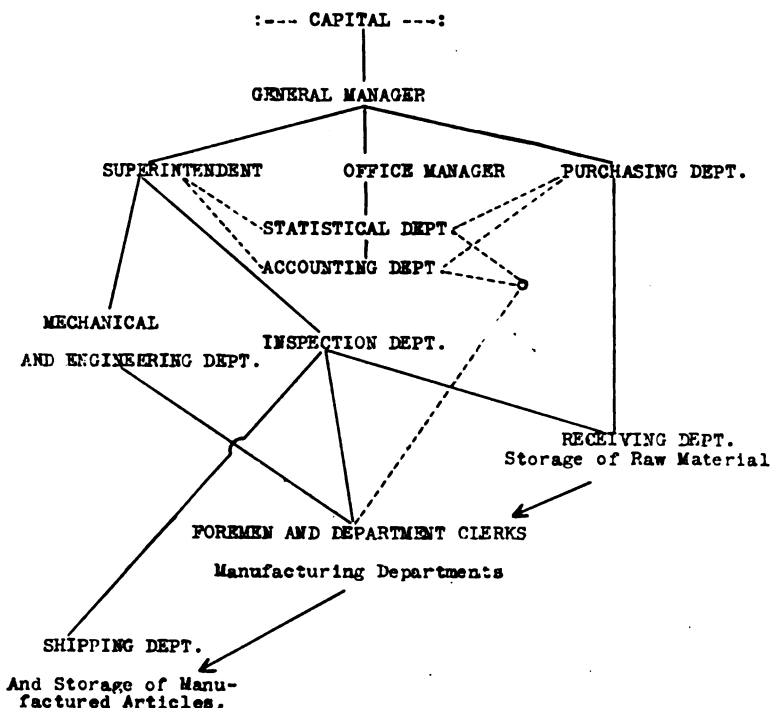 :--- CAPITAL ---:
GENERAL MANAGER
SUPERINTENDENT OFFICE MANAGER PURCHASING DEPT.
STATISTICAL DEPT
ACCOUNTING DEPT
MECHANICAL
AND ENGINEERING DEPT.
INSPECTION DEPT.
RECEIVING DEPT.
Storage of Raw Material
FOREMEN AND DEPARTMENT CLERKS
Manufacturing Departments
SHIPPING DEPT.
And Storage of Manu-
factured Articles.